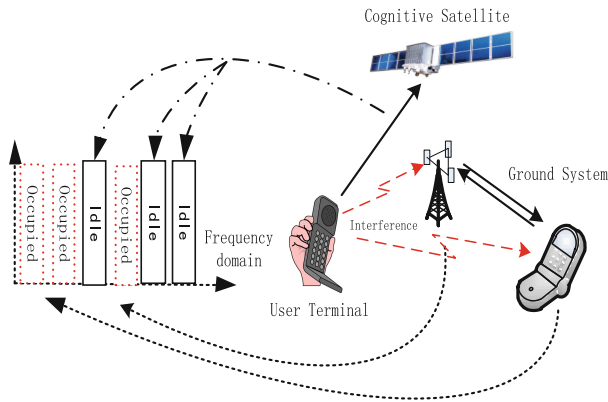 Cognitive Satellite
Ground System
Occupied
Occupied
Idle
Occupied
Idle
Idle
Frequency
domain
Interference
User Terminal